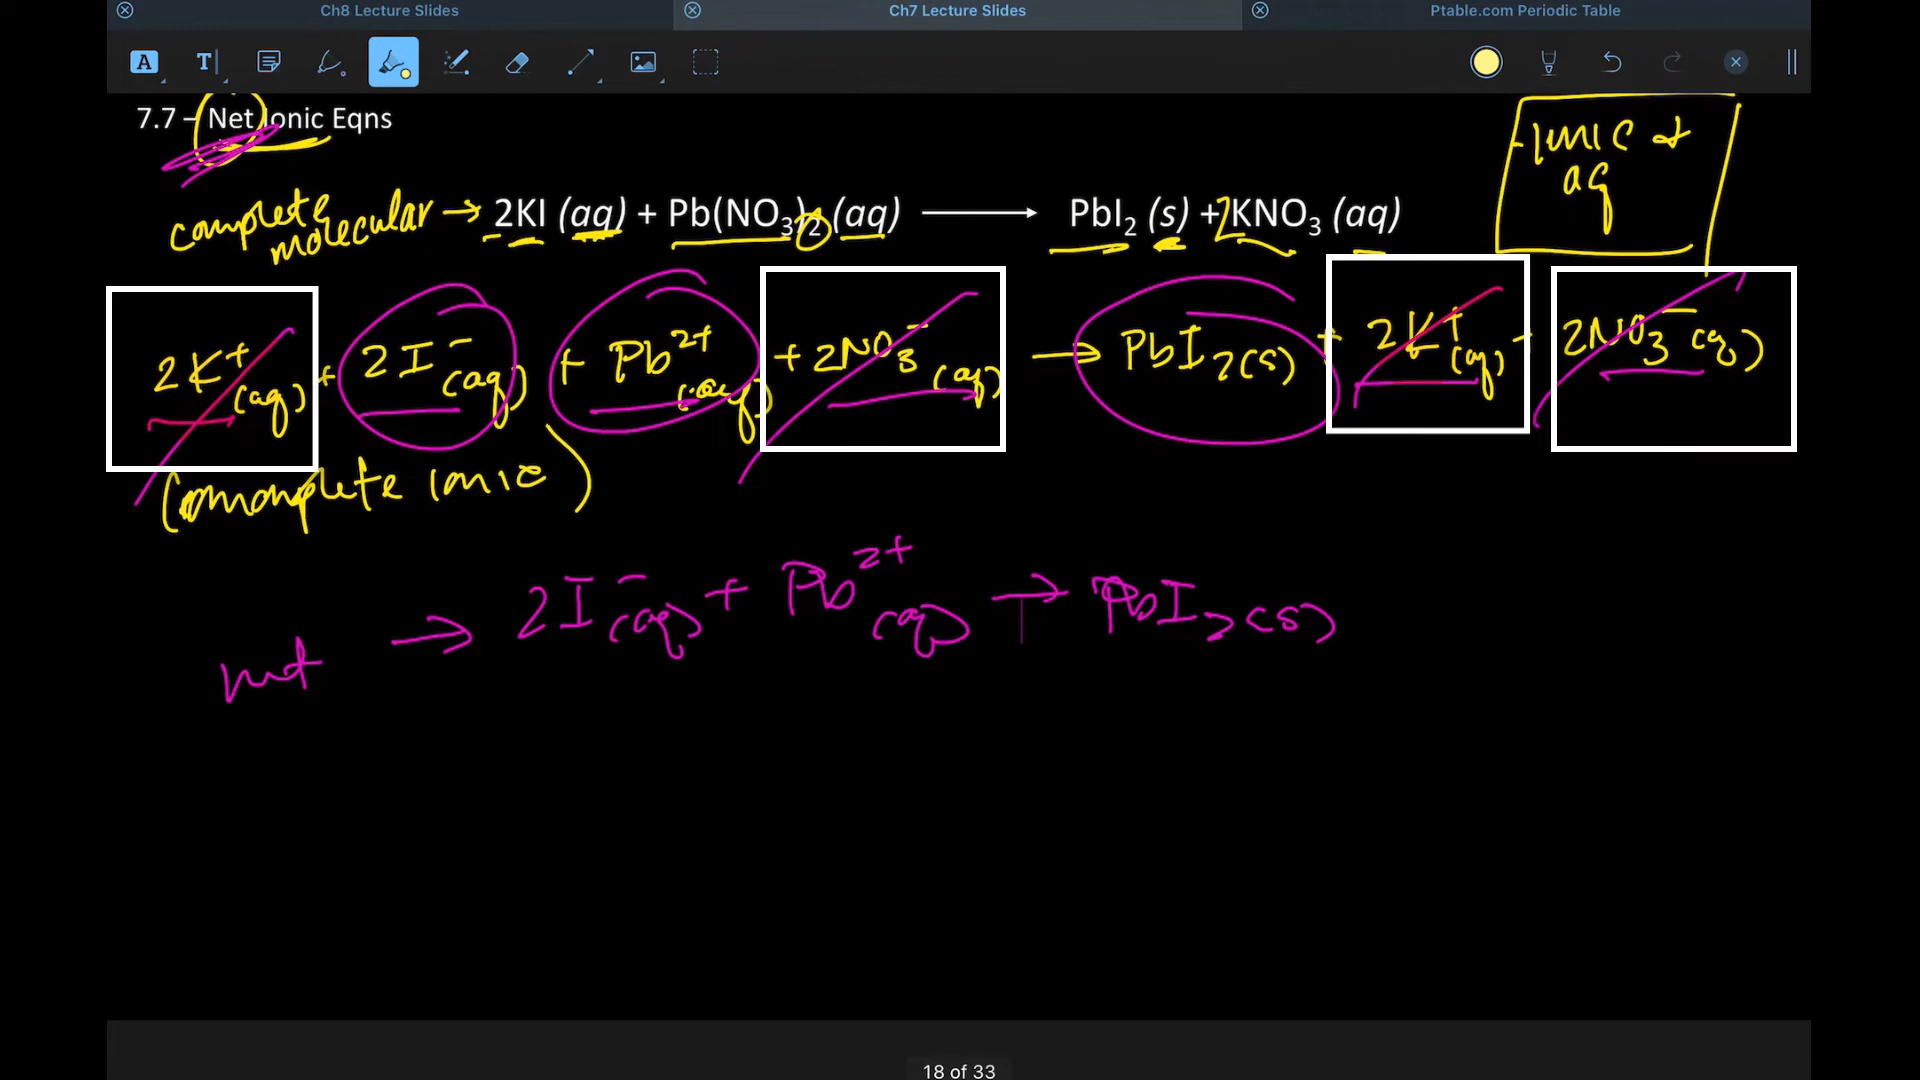 Ch8 Lecture Slides Ch7 Lecture Slides Ptable.com Periodic Table
A T
7.7 – Net Ionic Eqns
Ionic +
aq
complete
molecular → 2KI (aq) + Pb(NO₃)₂ (aq) → PbI₂ (s) + 2KNO₃ (aq)
2K⁺(aq) + 2I⁻(aq) + Pb²⁺(aq) + 2NO₃⁻(aq) → PbI₂(s) + 2K⁺(aq) + 2NO₃⁻(aq)
ionic)
net → 2I⁻(aq) + Pb²⁺(aq) → PbI₂(s)
18 of 33